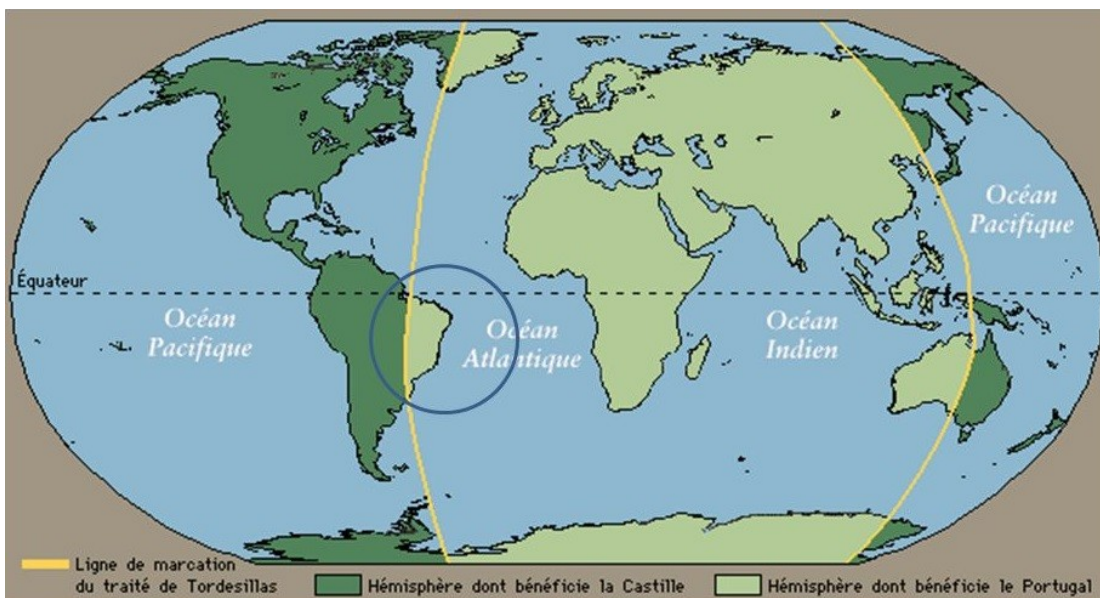 Océan
Pacifique
Équateur
Océan
Pacifique
Océan
Atlantique
Océan
Indien
Ligne de marcation
du traité de Tordesillas
Hémisphère dont bénéficie la Castille
Hémisphère dont bénéficie le Portugal